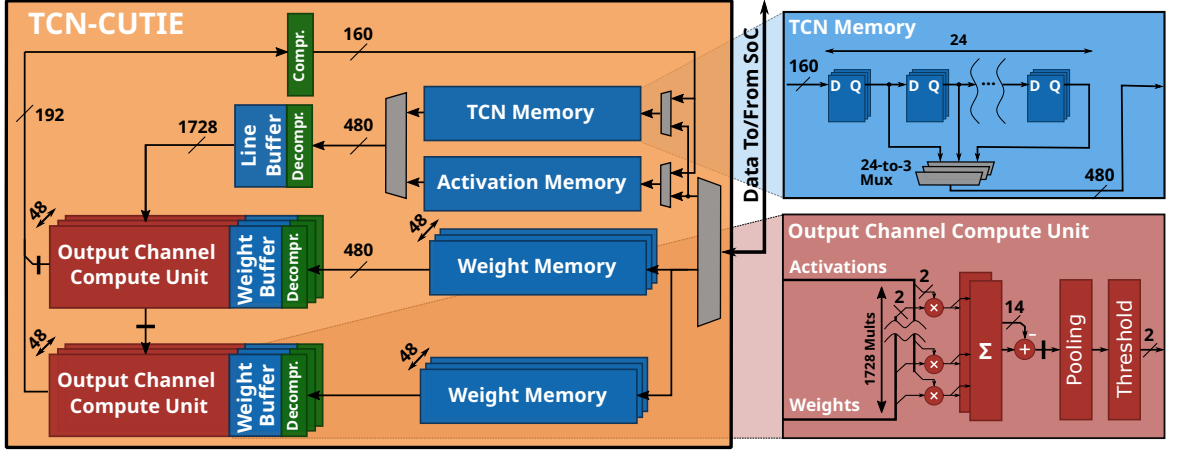 TCN-CUTIE
Compr.
160
192
1728
Line
Buffer
Decompr.
480
TCN Memory
Activation Memory
Data To/From SoC
48
Output Channel
Compute Unit
Weight
Buffer
Decompr.
480
48
Weight Memory
48
Output Channel
Compute Unit
Weight
Buffer
Decompr.
48
Weight Memory
TCN Memory
24
160
D Q
D Q
...
D Q
24-to-3
Mux
480
Output Channel Compute Unit
Activations
2
2
1728 Mults
×
×
×
Σ
14
−
+
Pooling
Threshold
2
Weights